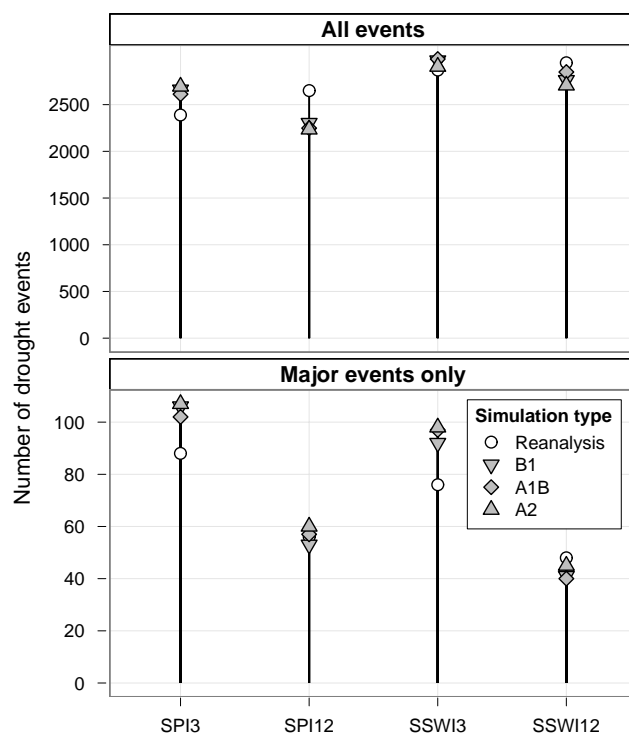 All events
2500
2000
1500
1000
500
0
Number of drought events
Major events only
100
80
60
40
20
0
Simulation type
Reanalysis
B1
A1B
A2
SPI3 SPI12 SSWI3 SSWI12